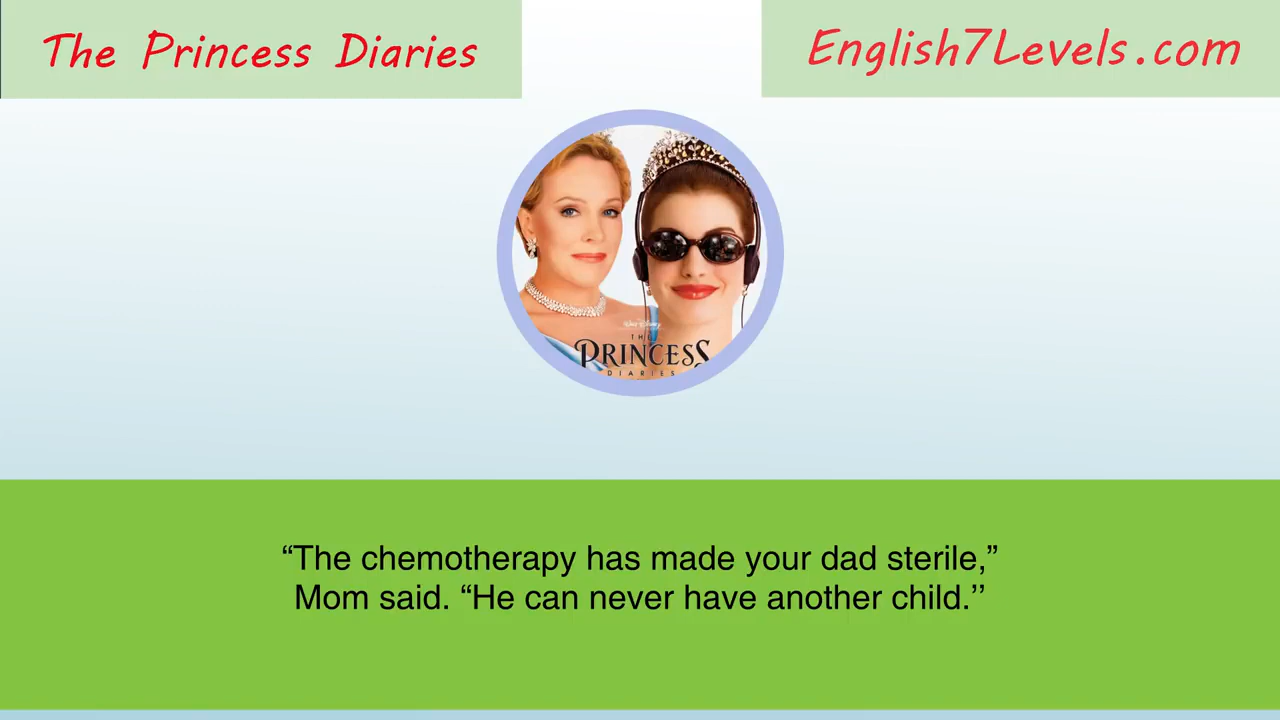 The Princess Diaries
English7Levels.com
Walt Disney
THE
PRINCESS
DIARIES
“The chemotherapy has made your dad sterile,”
Mom said. “He can never have another child.’’